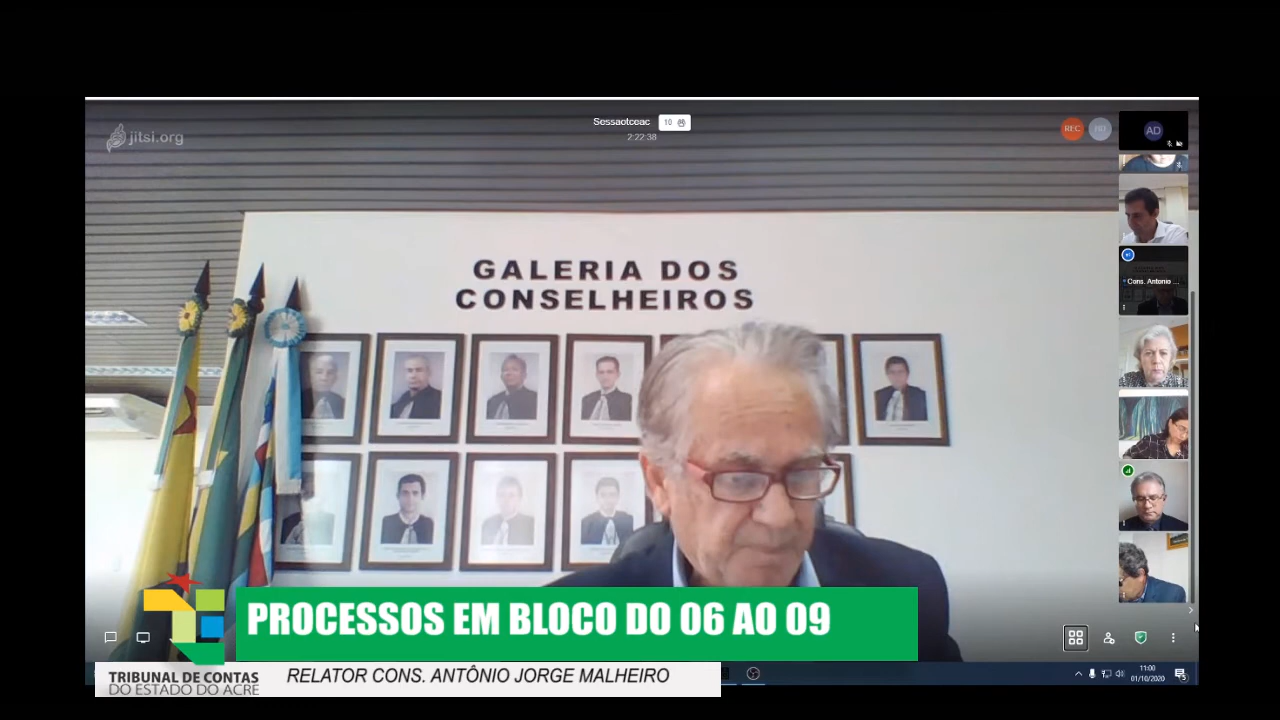 jitsi.org
Sessaotceac 10
2:22:38
REC
AD
GALERIA DOS
CONSELHEIROS
Cons. Antonio ...
PROCESSOS EM BLOCO DO 06 AO 09
TRIBUNAL DE CONTAS
DO ESTADO DO ACRE
RELATOR CONS. ANTÔNIO JORGE MALHEIRO
11:00
01/10/2020